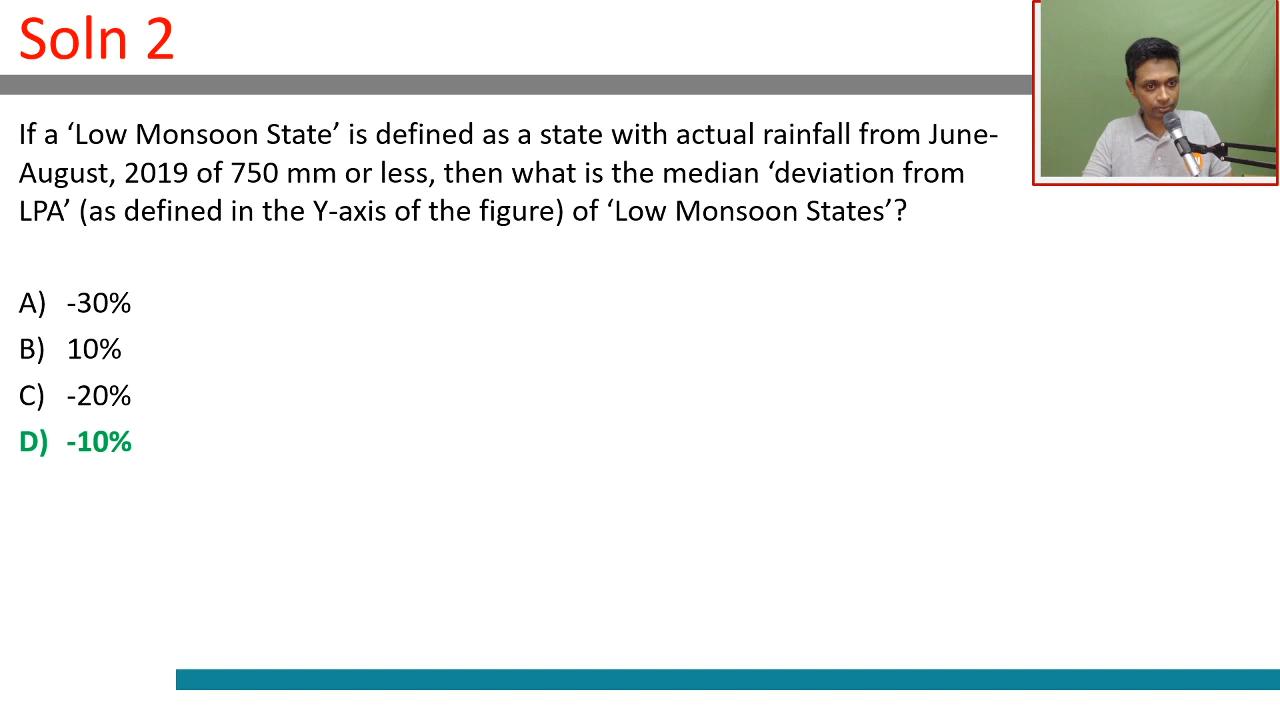 Soln 2
If a ‘Low Monsoon State’ is defined as a state with actual rainfall from June-
August, 2019 of 750 mm or less, then what is the median ‘deviation from
LPA’ (as defined in the Y-axis of the figure) of ‘Low Monsoon States’?
A) -30%
B) 10%
C) -20%
D) -10%